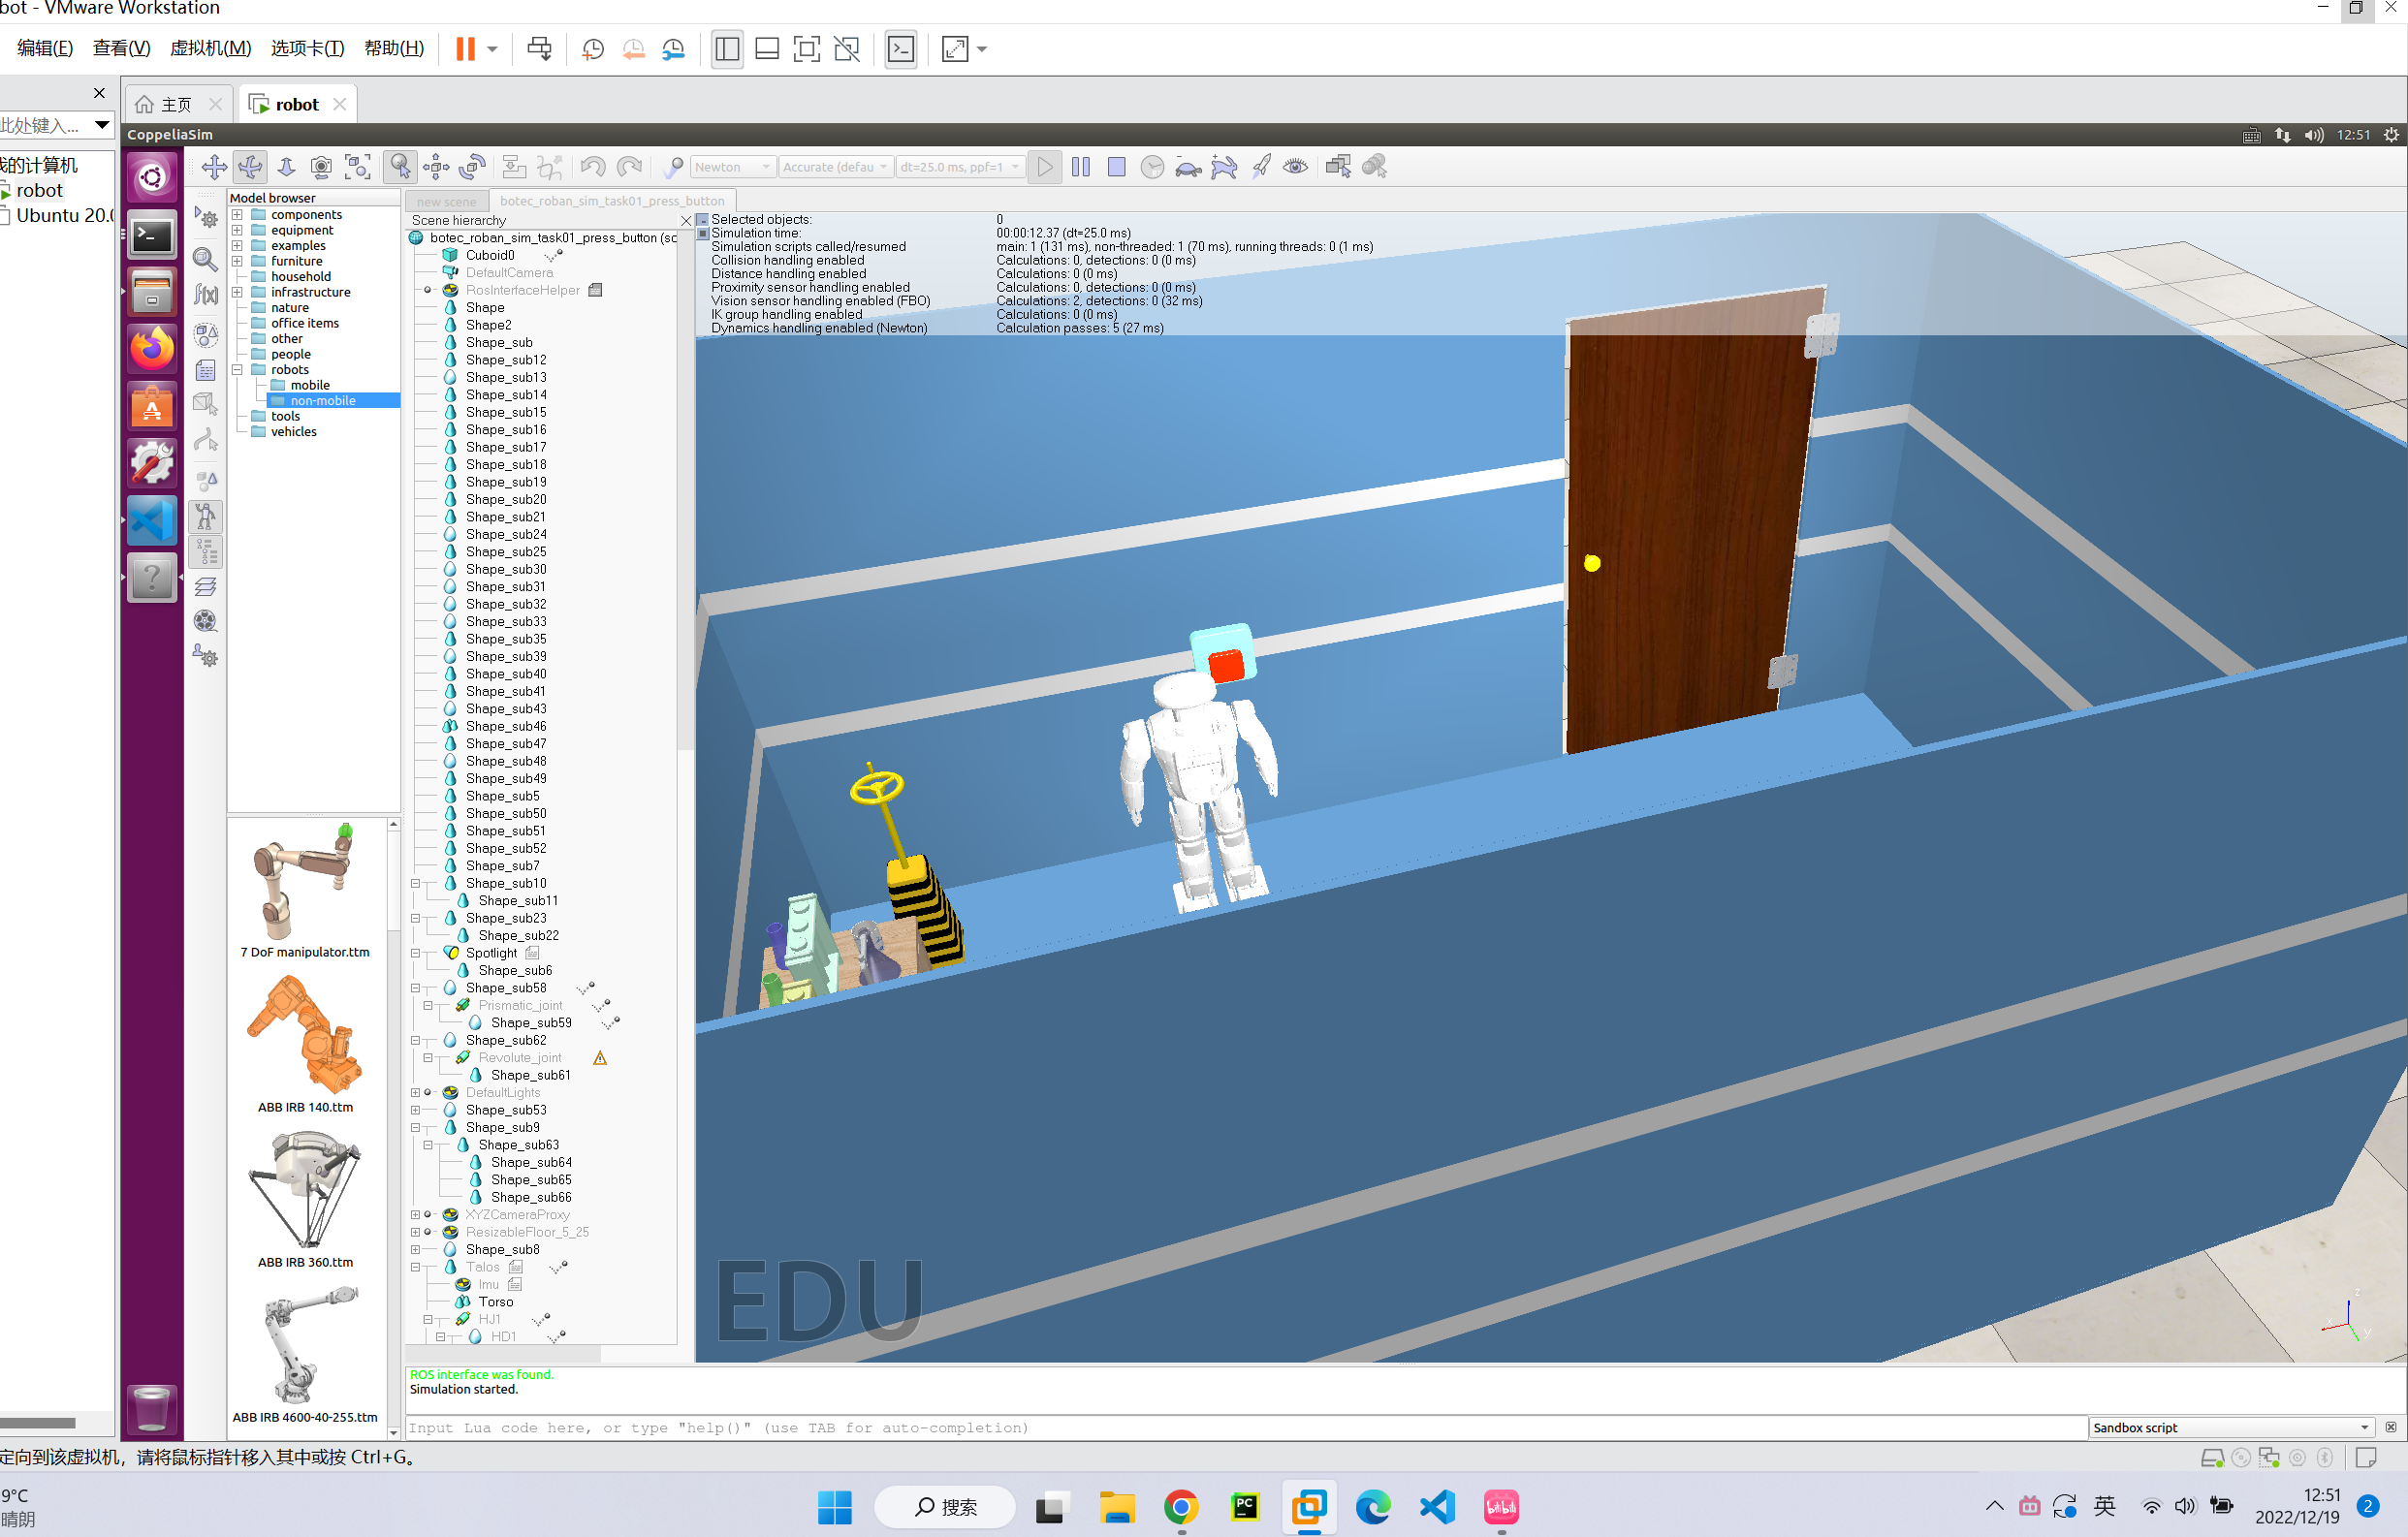 bot - VMware Workstation
编辑(E) 查看(V) 虚拟机(M) 选项卡(T) 帮助(H)
主页 robot
此处键入...
CoppeliaSim 12:51
我的计算机
robot
Ubuntu 20.0
Newton Accurate (defau dt=25.0 ms, ppf=1
new scene botec_roban_sim_task01_press_button
Model browser
components
equipment
examples
furniture
household
infrastructure
nature
office items
other
people
robots
mobile
non-mobile
tools
vehicles
7 DoF manipulator.ttm
ABB IRB 140.ttm
ABB IRB 360.ttm
ABB IRB 4600-40-255.ttm
Scene hierarchy
botec_roban_sim_task01_press_button (sc
Cuboid0
DefaultCamera
RosInterfaceHelper
Shape
Shape2
Shape_sub
Shape_sub12
Shape_sub13
Shape_sub14
Shape_sub15
Shape_sub16
Shape_sub17
Shape_sub18
Shape_sub19
Shape_sub20
Shape_sub21
Shape_sub24
Shape_sub25
Shape_sub30
Shape_sub31
Shape_sub32
Shape_sub33
Shape_sub35
Shape_sub39
Shape_sub40
Shape_sub41
Shape_sub43
Shape_sub46
Shape_sub47
Shape_sub48
Shape_sub49
Shape_sub5
Shape_sub50
Shape_sub51
Shape_sub52
Shape_sub7
Shape_sub10
Shape_sub11
Shape_sub23
Shape_sub22
Spotlight
Shape_sub6
Shape_sub58
Prismatic_joint
Shape_sub59
Shape_sub62
Revolute_joint
Shape_sub61
DefaultLights
Shape_sub53
Shape_sub9
Shape_sub63
Shape_sub64
Shape_sub65
Shape_sub66
XYZCameraProxy
ResizableFloor_5_25
Shape_sub8
Talos
Imu
Torso
HJ1
HD1
Selected objects: 0
Simulation time: 00:00:12.37 (dt=25.0 ms)
Simulation scripts called/resumed main: 1 (131 ms), non-threaded: 1 (70 ms), running threads: 0 (1 ms)
Collision handling enabled Calculations: 0, detections: 0 (0 ms)
Distance handling enabled Calculations: 0 (0 ms)
Proximity sensor handling enabled Calculations: 0, detections: 0 (0 ms)
Vision sensor handling enabled (FBO) Calculations: 2, detections: 0 (32 ms)
IK group handling enabled Calculations: 0 (0 ms)
Dynamics handling enabled (Newton) Calculation passes: 5 (27 ms)
EDU
x y z
ROS interface was found.
Simulation started.
Input Lua code here, or type "help()" (use TAB for auto-completion) Sandbox script
定向到该虚拟机，请将鼠标指针移入其中或按 Ctrl+G。
9°C
晴朗
搜索
PC
bilibili
英
12:51
2022/12/19
2